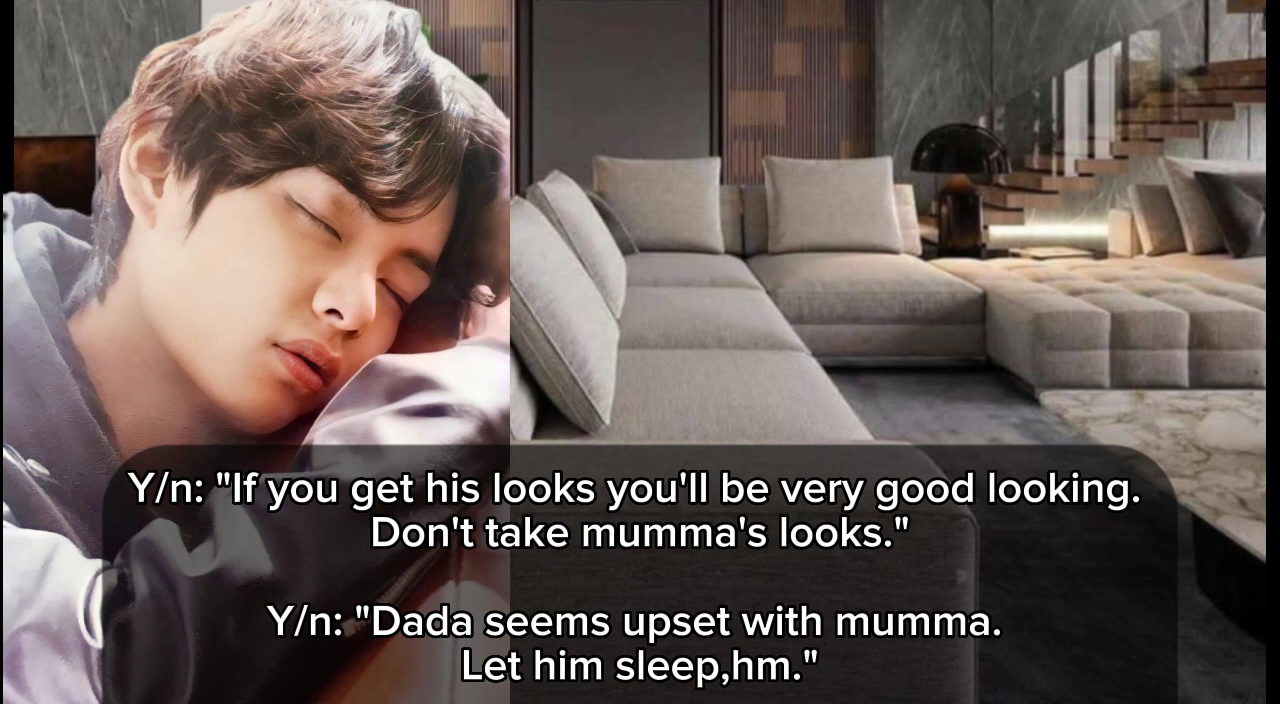 Y/n: "If you get his looks you'll be very good looking.
Don't take mumma's looks."
Y/n: "Dada seems upset with mumma.
Let him sleep,hm."